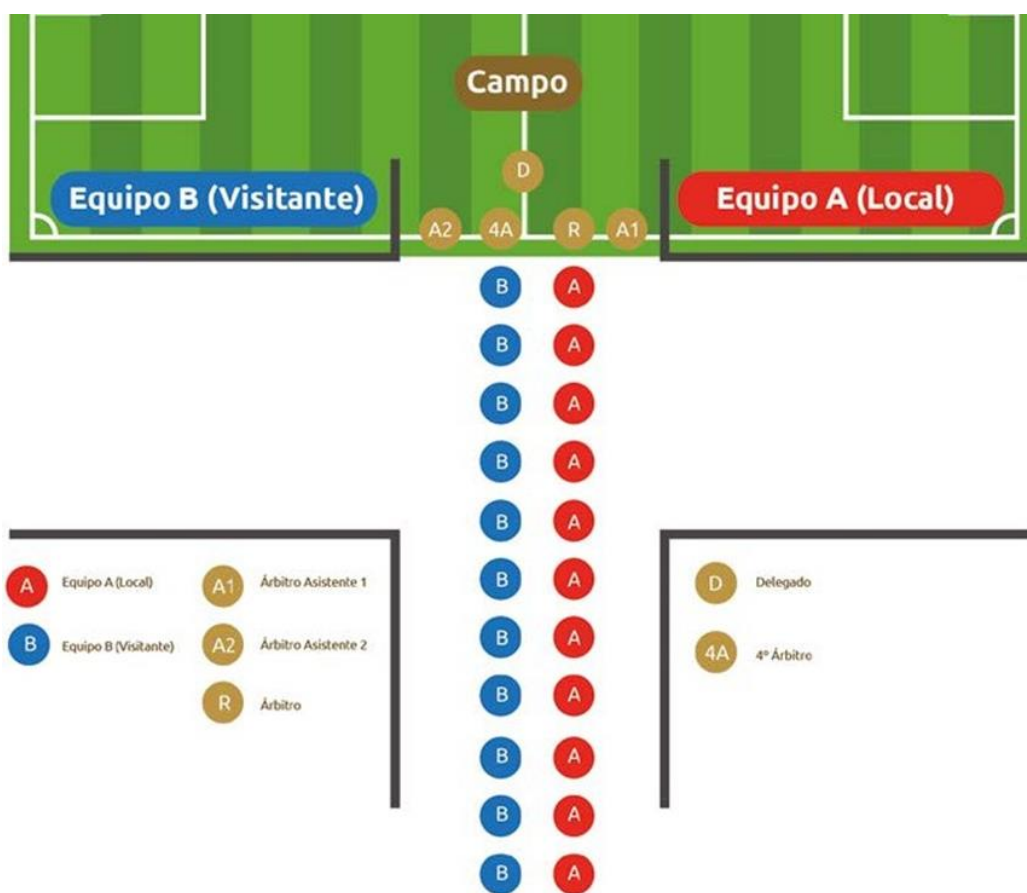 Campo
D
Equipo B (Visitante)
Equipo A (Local)
A2 4A R A1
B A
B A
B A
B A
B A
B A
B A
B A
B A
B A
B A
A Equipo A (Local)
B Equipo B (Visitante)
A1 Árbitro Asistente 1
A2 Árbitro Asistente 2
R Árbitro
D Delegado
4A 4º Árbitro